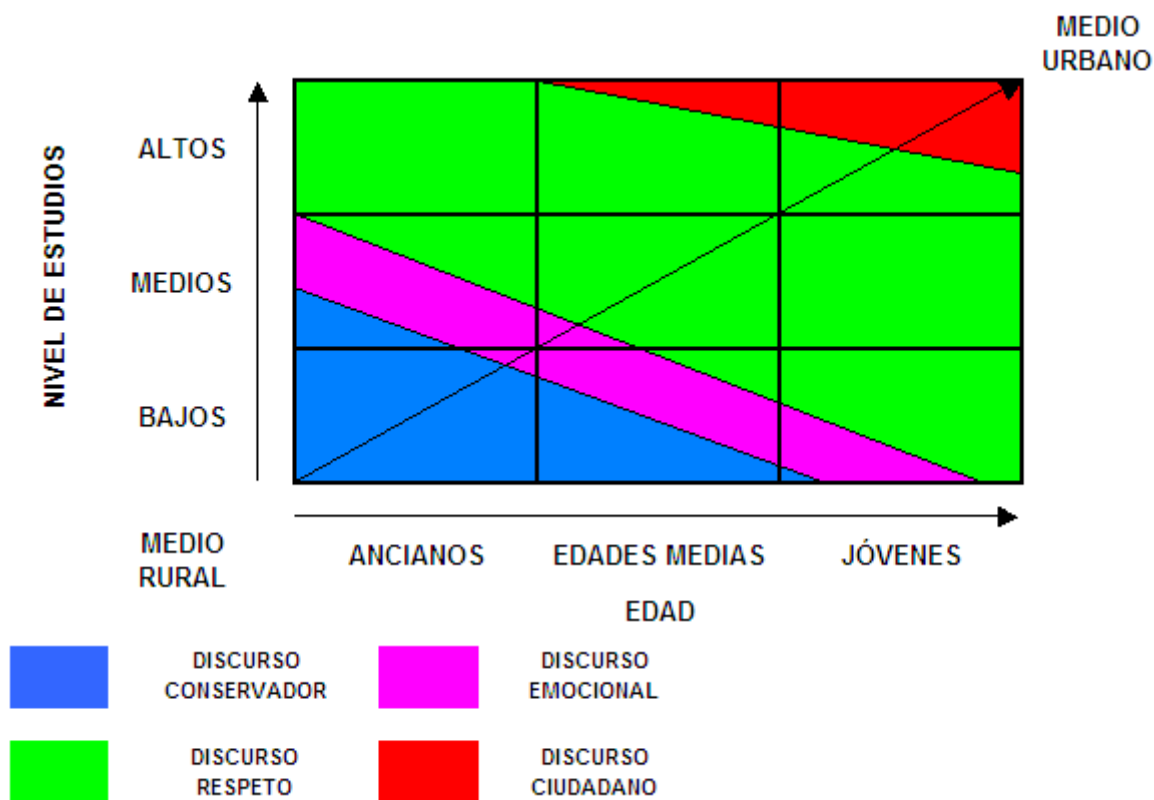 MEDIO
URBANO
NIVEL DE ESTUDIOS
ALTOS
MEDIOS
BAJOS
MEDIO
RURAL
ANCIANOS
EDADES MEDIAS
JÓVENES
EDAD
DISCURSO
CONSERVADOR
DISCURSO
EMOCIONAL
DISCURSO
RESPETO
DISCURSO
CIUDADANO